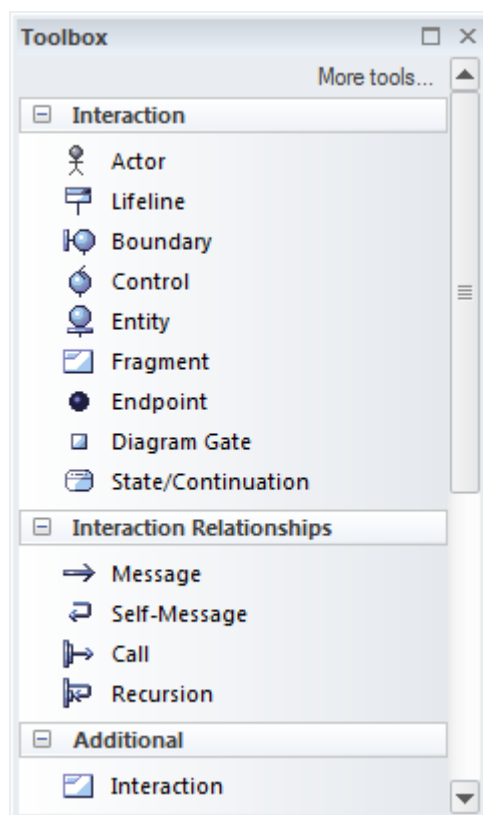 Toolbox
More tools...
Interaction
Actor
Lifeline
Boundary
Control
Entity
Fragment
Endpoint
Diagram Gate
State/Continuation
Interaction Relationships
Message
Self-Message
Call
Recursion
Additional
Interaction